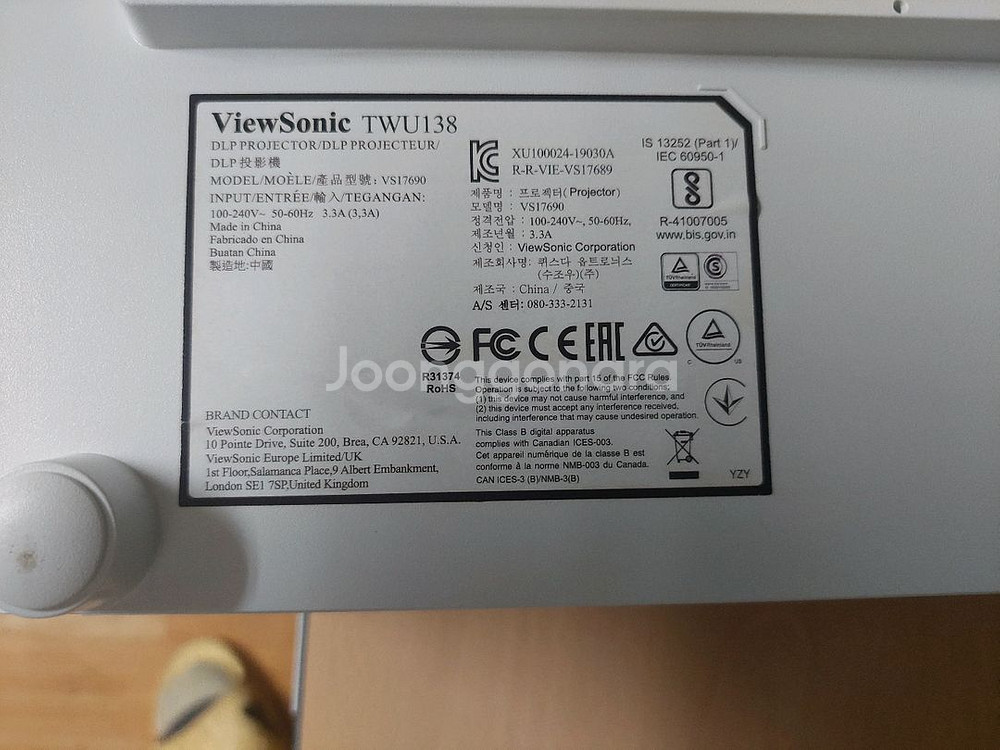 ViewSonic TWU138
DLP PROJECTOR/DLP PROJECTEUR/
DLP 投影機
MODEL/MOÈLE/產品型號: VS17690
INPUT/ENTRÉE/輸入/TEGANGAN:
100-240V~ 50-60Hz 3.3A (3,3A)
Made in China
Fabricado en China
Buatan China
製造地:中國
XU100024-19030A
R-R-VIE-VS17689
제품명 : 프로젝터(Projector)
모델명 : VS17690
정격전압 : 100-240V~, 50-60Hz,
제조년월 : 3.3A
신청인 : ViewSonic Corporation
제조회사명: 퀴스다 옵트로닉스
(수조우)(주)
제조국 : China / 중국
A/S 센터: 080-333-2131
IS 13252 (Part 1)/
IEC 60950-1
R-41007005
www.bis.gov.in
TÜVRheinland
CERTIFIED
S
FC CE EAC
TÜVRheinland
C US
R31374
RoHS
Joonggonara
This device complies with part 15 of the FCC Rules.
Operation is subject to the following two conditions:
(1) this device may not cause harmful interference, and
(2) this device must accept any interference received,
including interference that may cause undesired operation.
This Class B digital apparatus
complies with Canadian ICES-003.
Cet appareil numérique de la classe B est
conforme à la norme NMB-003 du Canada.
CAN ICES-3 (B)/NMB-3(B)
YZY
BRAND CONTACT
ViewSonic Corporation
10 Pointe Drive, Suite 200, Brea, CA 92821, U.S.A.
ViewSonic Europe Limited/UK
1st Floor,Salamanca Place,9 Albert Embankment,
London SE1 7SP,United Kingdom